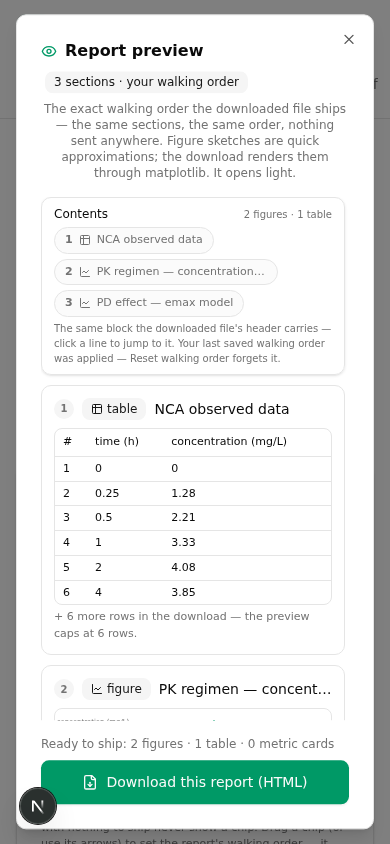 Report preview
3 sections · your walking order
The exact walking order the downloaded file ships
— the same sections, the same order, nothing
sent anywhere. Figure sketches are quick
approximations; the download renders them
through matplotlib. It opens light.
Contents
2 figures · 1 table
1 NCA observed data
2 PK regimen — concentration…
3 PD effect — emax model
The same block the downloaded file's header carries —
click a line to jump to it. Your last saved walking order
was applied — Reset walking order forgets it.
1 table NCA observed data
# time (h) concentration (mg/L)
1 0 0
2 0.25 1.28
3 0.5 2.21
4 1 3.33
5 2 4.08
6 4 3.85
+ 6 more rows in the download — the preview
caps at 6 rows.
2 figure PK regimen — concent…
Ready to ship: 2 figures · 1 table · 0 metric cards
Download this report (HTML)
N